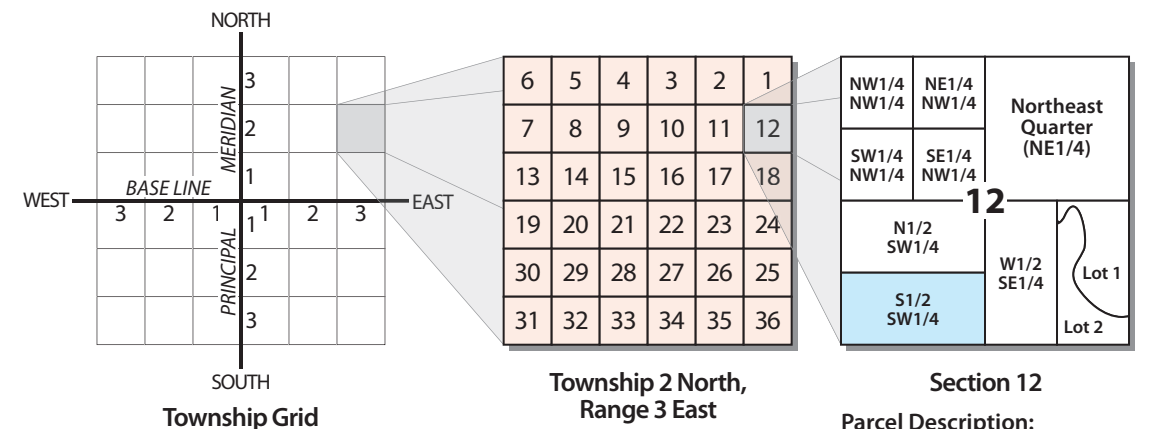 NORTH
3
2
1
MERIDIAN
BASE LINE
WEST
3 2 1 1 2 3
EAST
1
2
3
PRINCIPAL
SOUTH
Township Grid
6 5 4 3 2 1
7 8 9 10 11 12
13 14 15 16 17 18
19 20 21 22 23 24
30 29 28 27 26 25
31 32 33 34 35 36
Township 2 North,
Range 3 East
NW1/4
NW1/4
NE1/4
NW1/4
Northeast
Quarter
(NE1/4)
SW1/4
NW1/4
SE1/4
NW1/4
12
N1/2
SW1/4
W1/2
SE1/4
Lot 1
S1/2
SW1/4
Lot 2
Section 12
Parcel Description: